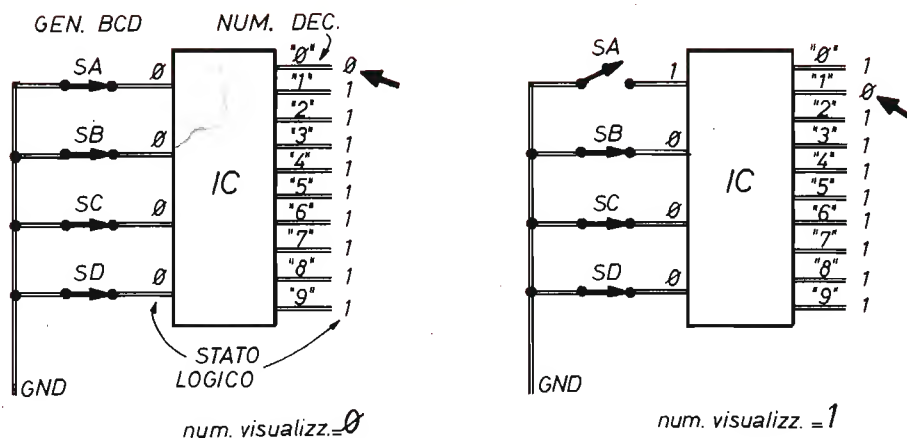 GEN. BCD NUM. DEC.
SA Ø
SB Ø
SC Ø
SD Ø
IC
"Ø" Ø
"1" 1
"2" 1
"3" 1
"4" 1
"5" 1
"6" 1
"7" 1
"8" 1
"9" 1
STATO
LOGICO
GND
num. visualizz.=Ø
SA 1
SB Ø
SC Ø
SD Ø
IC
"Ø" 1
"1" Ø
"2" 1
"3" 1
"4" 1
"5" 1
"6" 1
"7" 1
"8" 1
"9" 1
GND
num. visualizz. =1